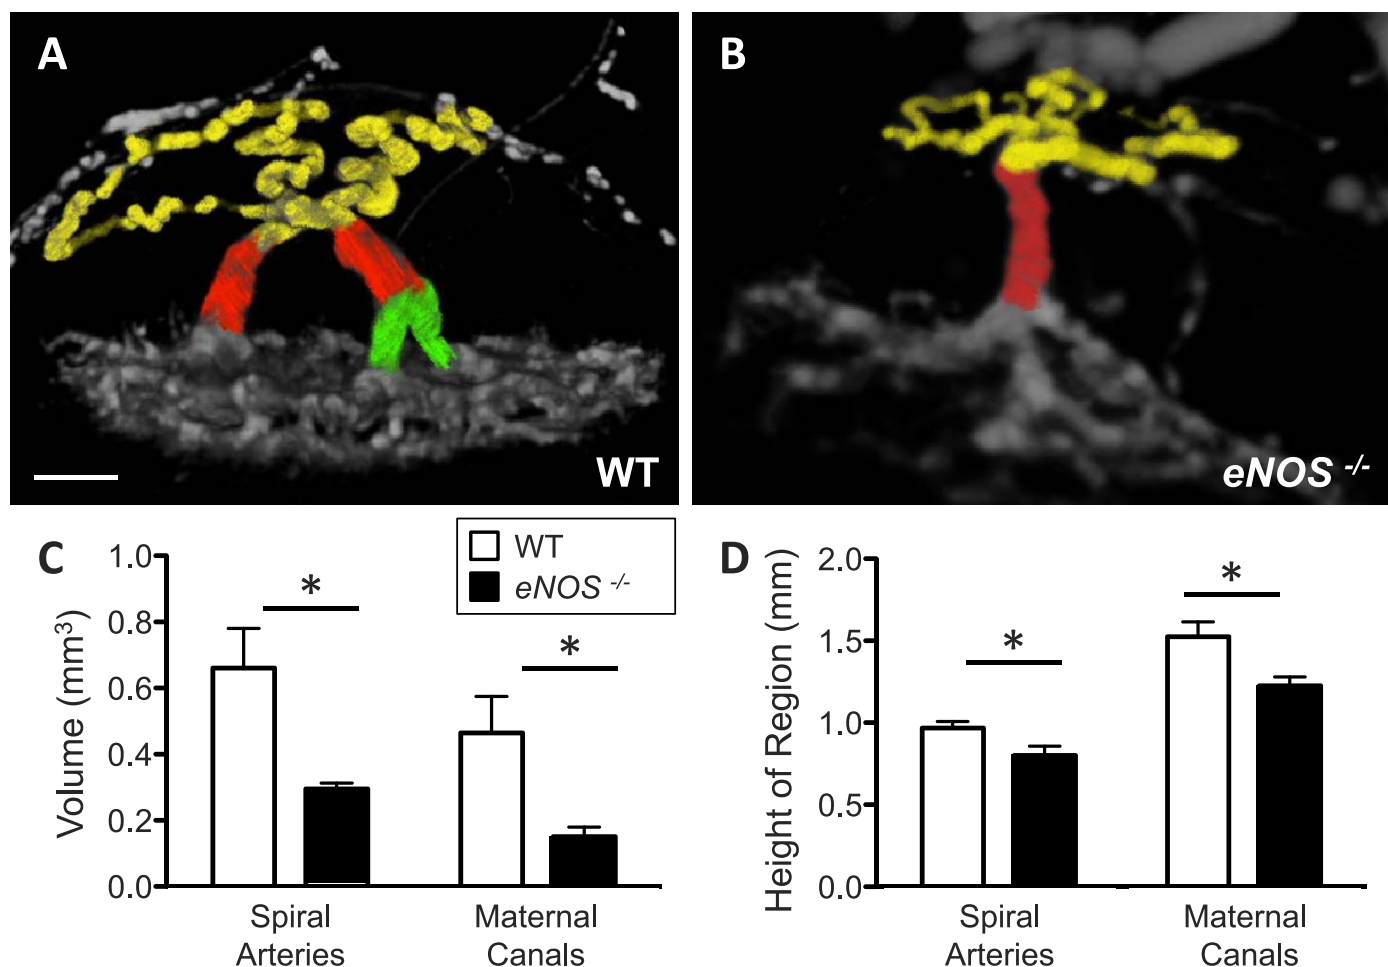 A
WT
B
eNOS -/-
C
WT
eNOS -/-
Volume (mm³)
1.0
0.8
0.6
0.4
0.2
0.0
*
*
Spiral
Arteries
Maternal
Canals
D
Height of Region (mm)
2.0
1.5
1.0
0.5
0.0
*
*
Spiral
Arteries
Maternal
Canals